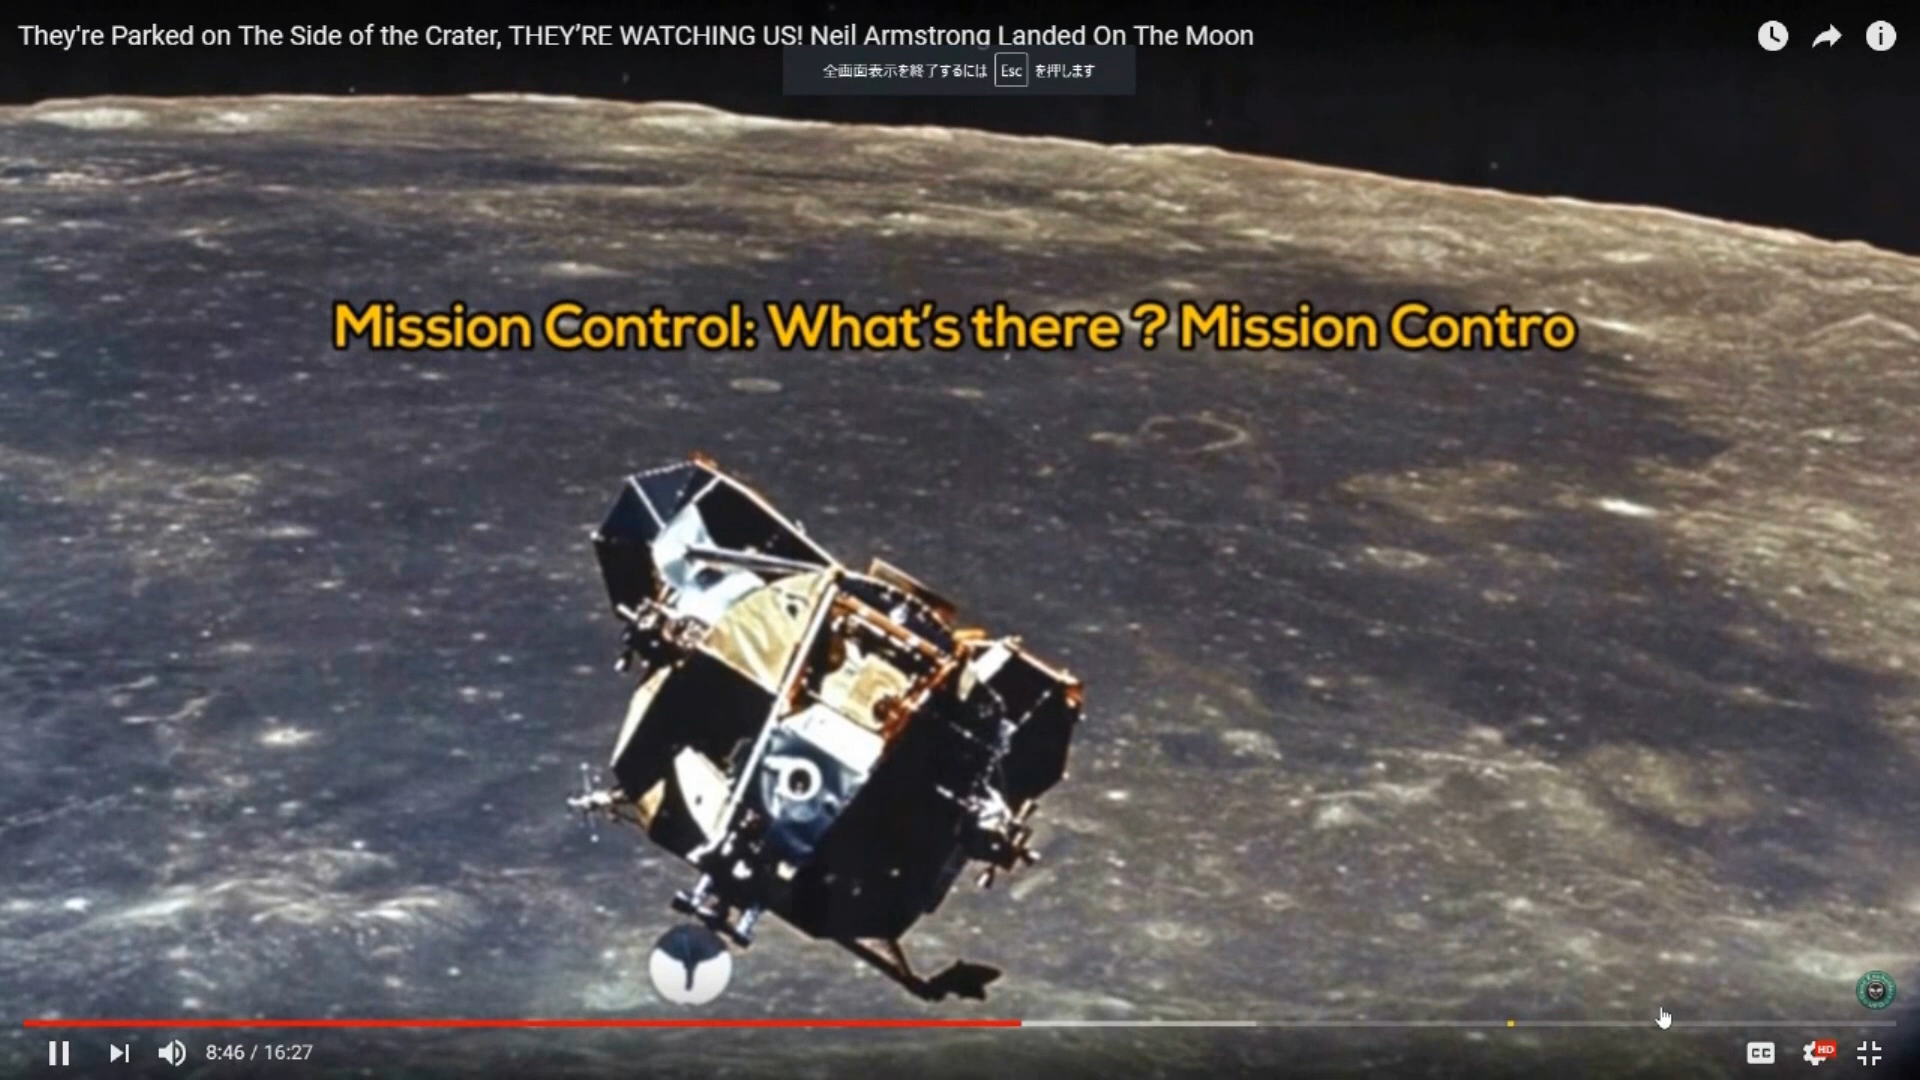 They're Parked on The Side of the Crater, THEY'RE WATCHING US! Neil Armstrong Landed On The Moon
全画面表示を終了するには Esc を押します
Mission Control: What's there ? Mission Contro
8:46 / 16:27
CC
HD